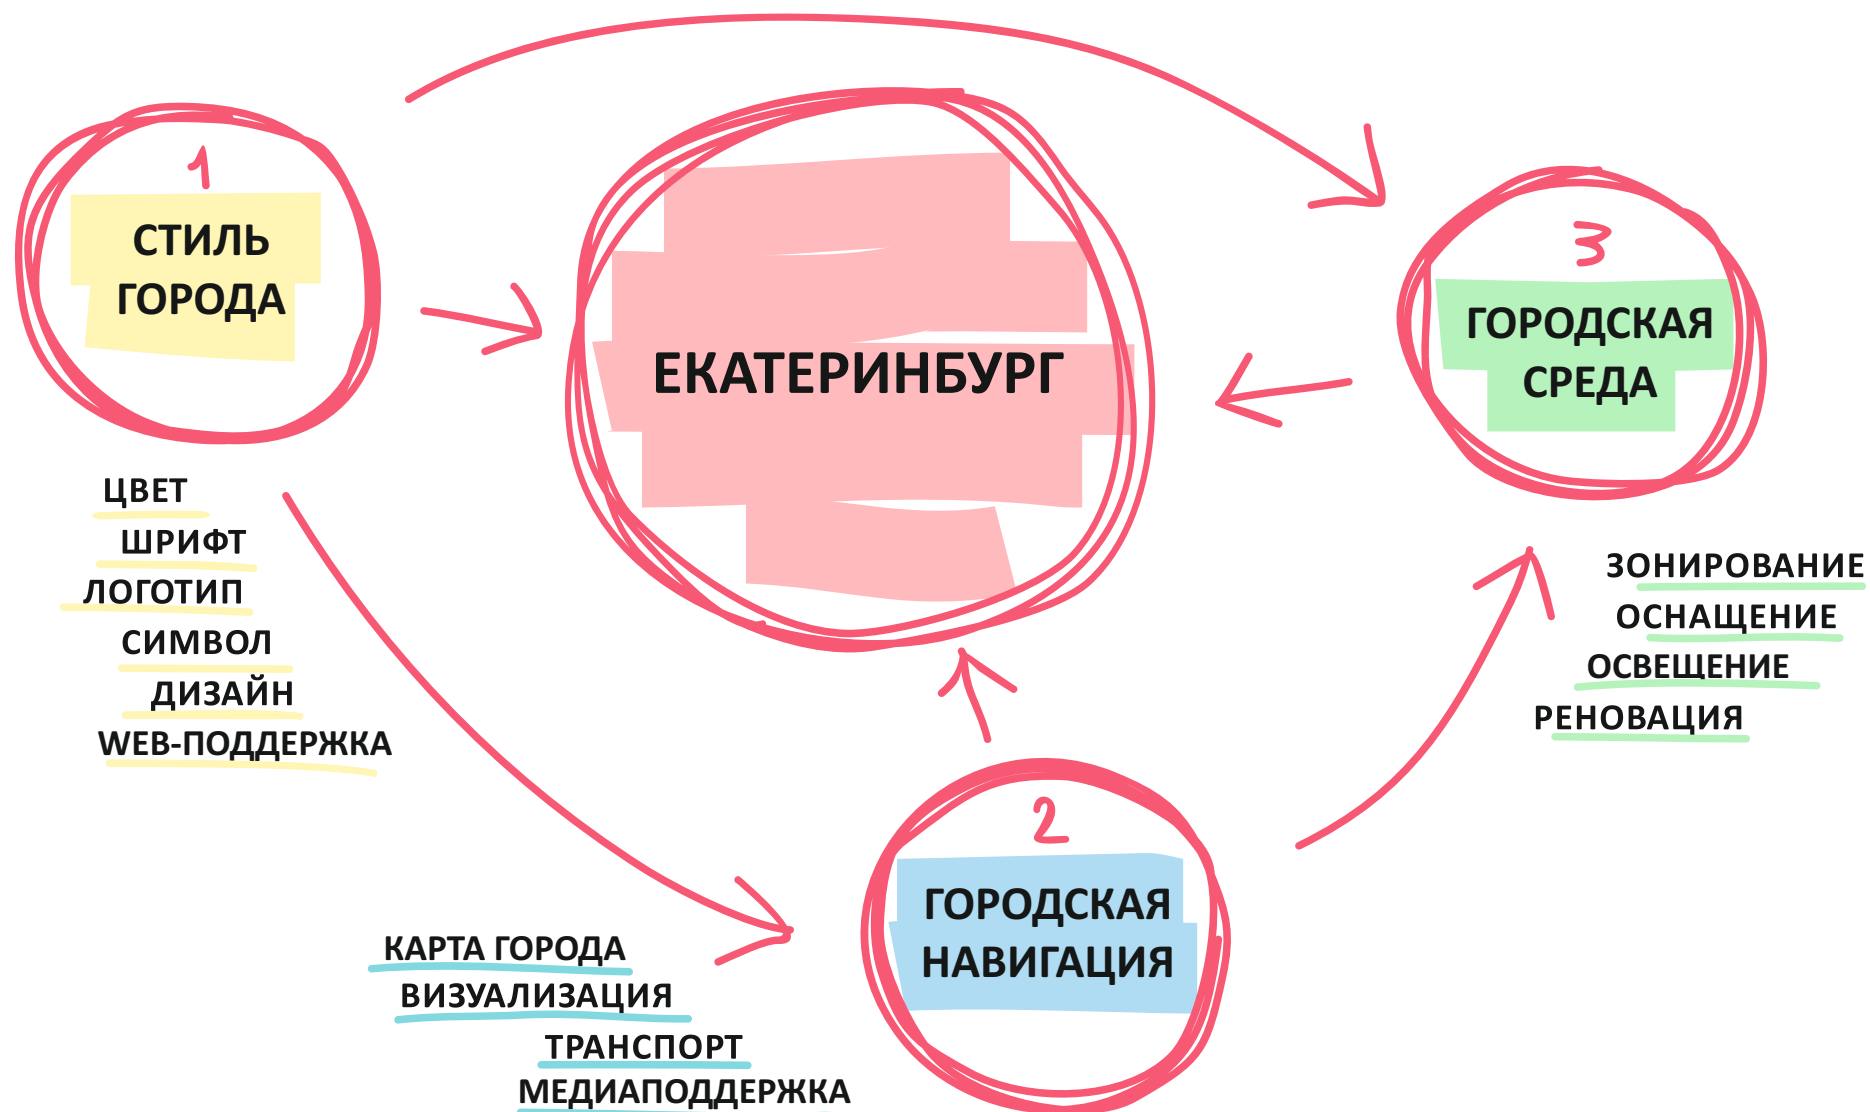 1
СТИЛЬ
ГОРОДА
ЦВЕТ
ШРИФТ
ЛОГОТИП
СИМВОЛ
ДИЗАЙН
WEB-ПОДДЕРЖКА
ЕКАТЕРИНБУРГ
3
ГОРОДСКАЯ
СРЕДА
ЗОНИРОВАНИЕ
ОСНАЩЕНИЕ
ОСВЕЩЕНИЕ
РЕНОВАЦИЯ
2
ГОРОДСКАЯ
НАВИГАЦИЯ
КАРТА ГОРОДА
ВИЗУАЛИЗАЦИЯ
ТРАНСПОРТ
МЕДИАПОДДЕРЖКА